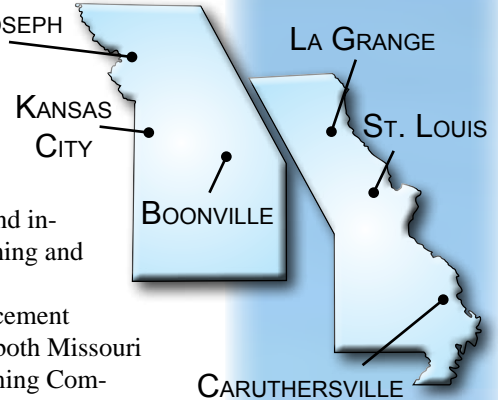 OSEPH
LA GRANGE
KANSAS
CITY
ST. LOUIS
BOONVILLE
nd in-
ning and
cement
both Missouri
ning Com-
CARUTHERSVILLE